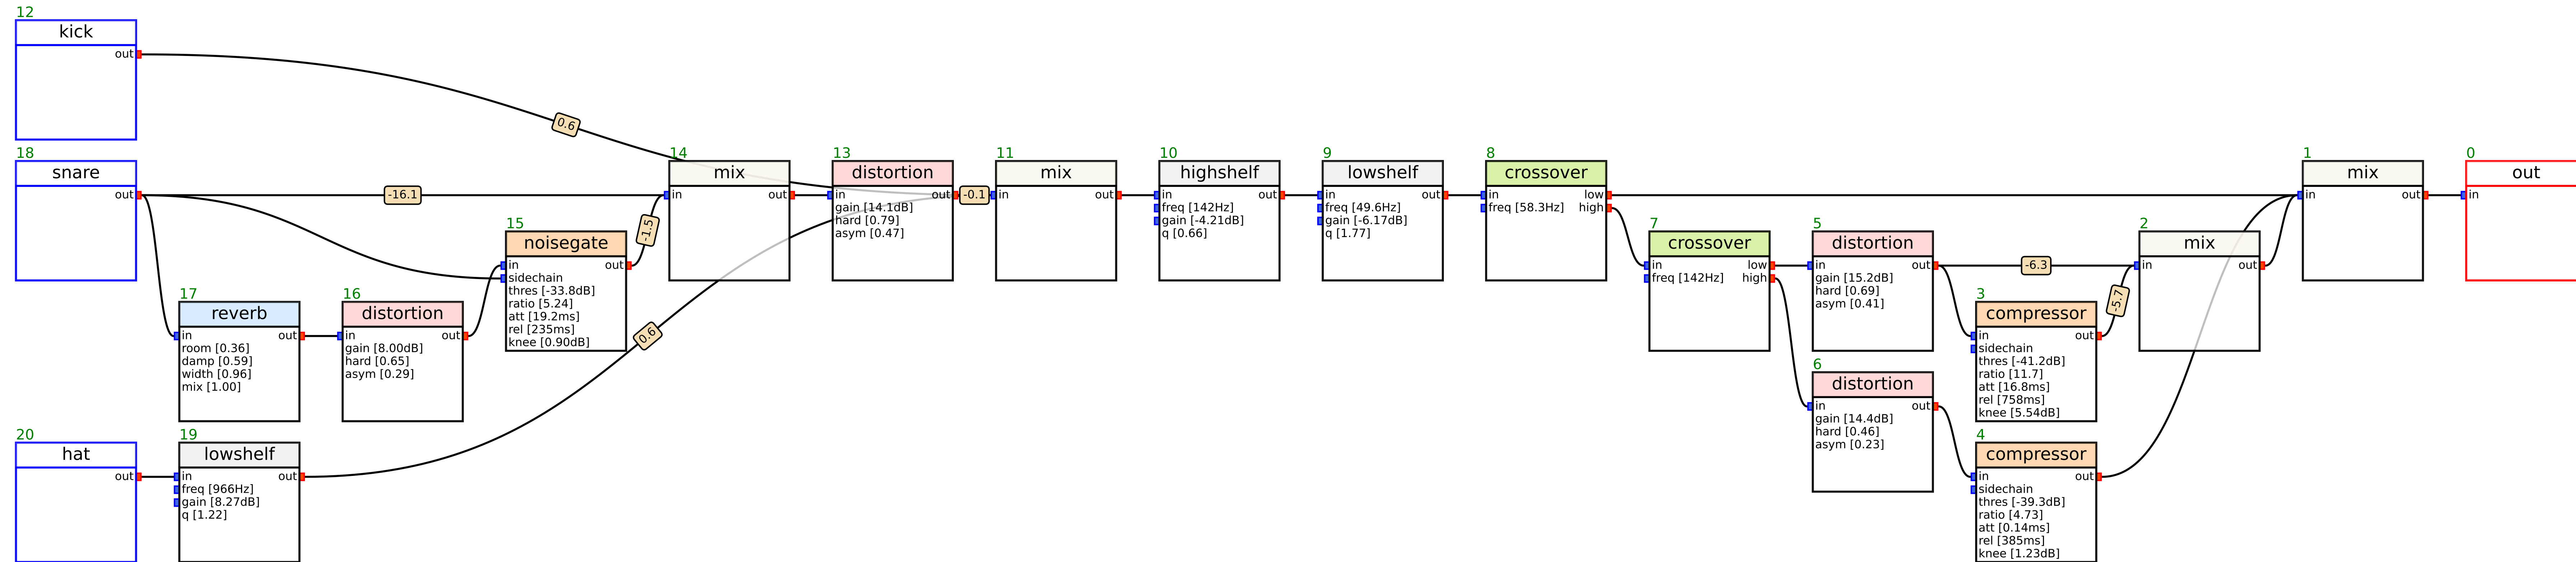 12
kick
out
0.6
18
snare
out
-16.1
17
reverb
in out
room [0.36]
damp [0.59]
width [0.96]
mix [1.00]
16
distortion
in out
gain [8.00dB]
hard [0.65]
asym [0.29]
15
noisegate
in out
sidechain
thres [-33.8dB]
ratio [5.24]
att [19.2ms]
rel [235ms]
knee [0.90dB]
-1.5
20
hat
out
19
lowshelf
in out
freq [966Hz]
gain [8.27dB]
q [1.22]
0.6
14
mix
in out
13
distortion
in out
gain [14.1dB]
hard [0.79]
asym [0.47]
-0.1
11
mix
in out
10
highshelf
in out
freq [142Hz]
gain [-4.21dB]
q [0.66]
9
lowshelf
in out
freq [49.6Hz]
gain [-6.17dB]
q [1.77]
8
crossover
in low
freq [58.3Hz] high
7
crossover
in low
freq [142Hz] high
5
distortion
in out
gain [15.2dB]
hard [0.69]
asym [0.41]
-6.3
6
distortion
in out
gain [14.4dB]
hard [0.46]
asym [0.23]
3
compressor
in out
sidechain
thres [-41.2dB]
ratio [11.7]
att [16.8ms]
rel [758ms]
knee [5.54dB]
-5.7
4
compressor
in out
sidechain
thres [-39.3dB]
ratio [4.73]
att [0.14ms]
rel [385ms]
knee [1.23dB]
2
mix
in out
1
mix
in out
0
out
in